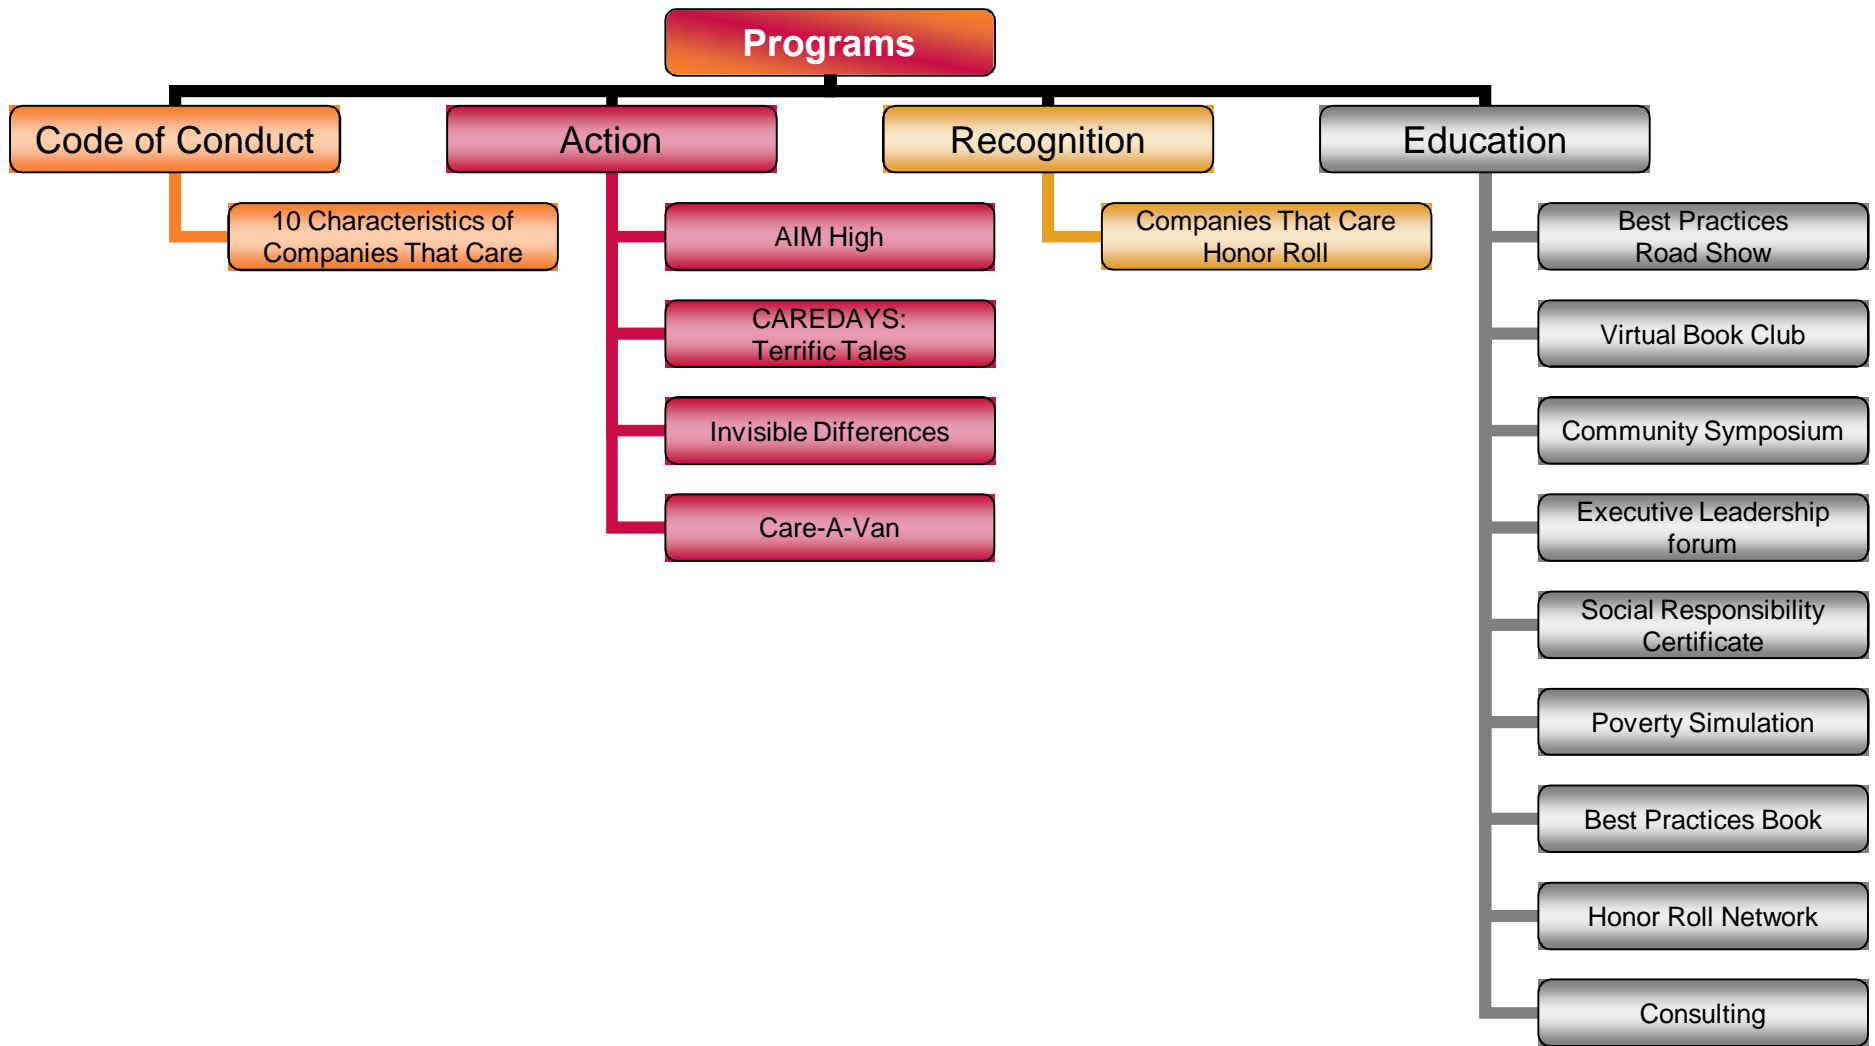 Programs
Code of Conduct
10 Characteristics of
Companies That Care
Action
AIM High
CAREDAYS:
Terrific Tales
Invisible Differences
Care-A-Van
Recognition
Companies That Care
Honor Roll
Education
Best Practices
Road Show
Virtual Book Club
Community Symposium
Executive Leadership
forum
Social Responsibility
Certificate
Poverty Simulation
Best Practices Book
Honor Roll Network
Consulting